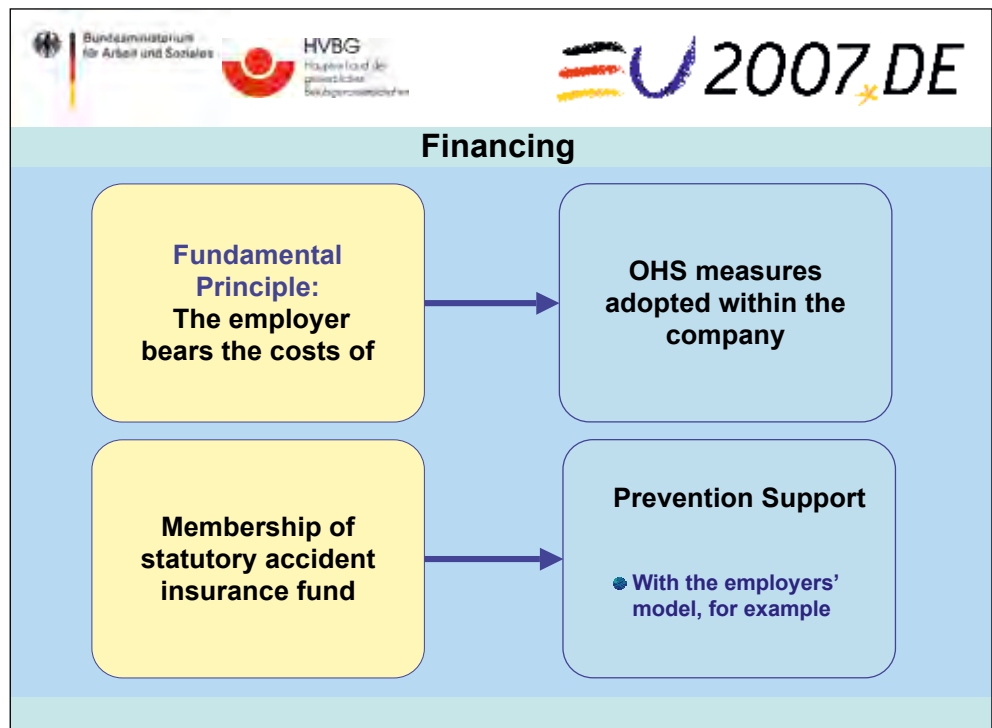 Bundesministerium
für Arbeit und Soziales
HVBG
EU 2007.DE
Financing
Fundamental
Principle:
The employer
bears the costs of
OHS measures
adopted within the
company
Membership of
statutory accident
insurance fund
Prevention Support
With the employers’
model, for example